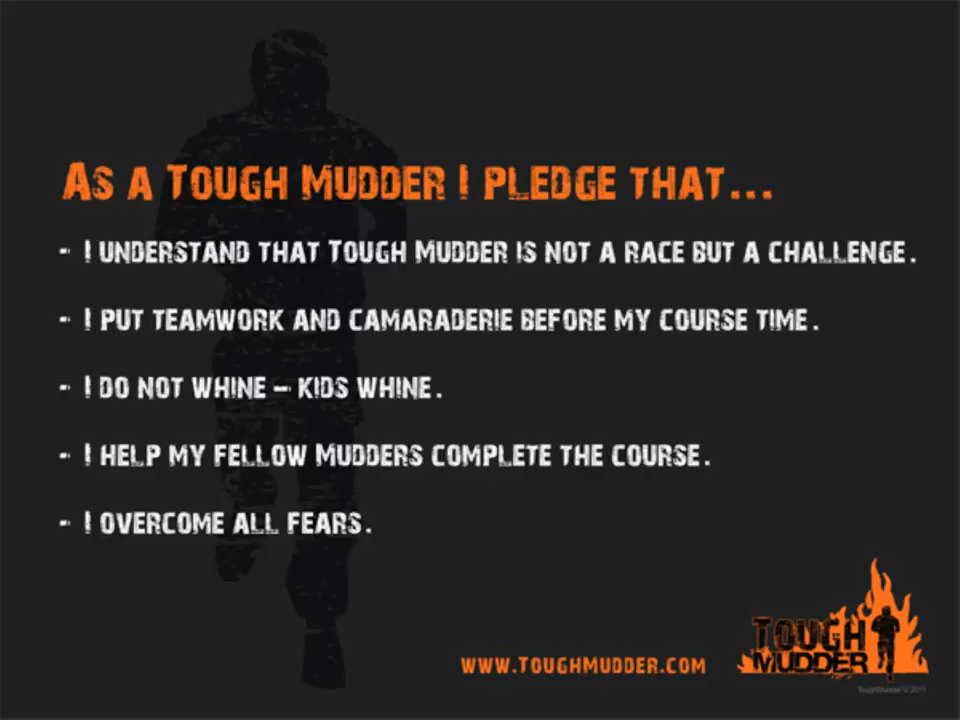 As a Tough Mudder I pledge that...
- I understand that Tough Mudder is not a race but a challenge.
- I put teamwork and camaraderie before my course time.
- I do not whine – kids whine.
- I help my fellow Mudders complete the course.
- I overcome all fears.
www.Toughmudder.com
TOUGH
MUDDER
ToughMudder © 2011